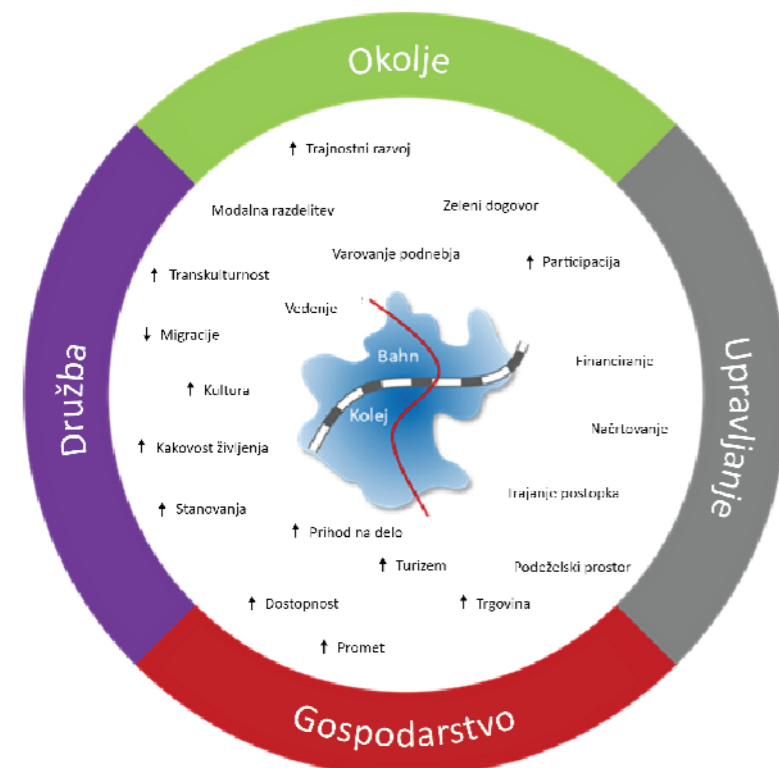 Okolje
↑ Trajnostni razvoj
Modalna razdelitev
Zeleni dogovor
Varovanje podnebja
↑ Participacija
↑ Transkulturnost
Vedenje
↓ Migracije
Bahn
Financiranje
↑ Kultura
Kolej
Družba
Upravljanje
Načrtovanje
↑ Kakovost življenja
Trajanje postopka
↑ Stanovanja
↑ Prihod na delo
↑ Turizem
Podeželski prostor
↑ Dostopnost
↑ Trgovina
↑ Promet
Gospodarstvo